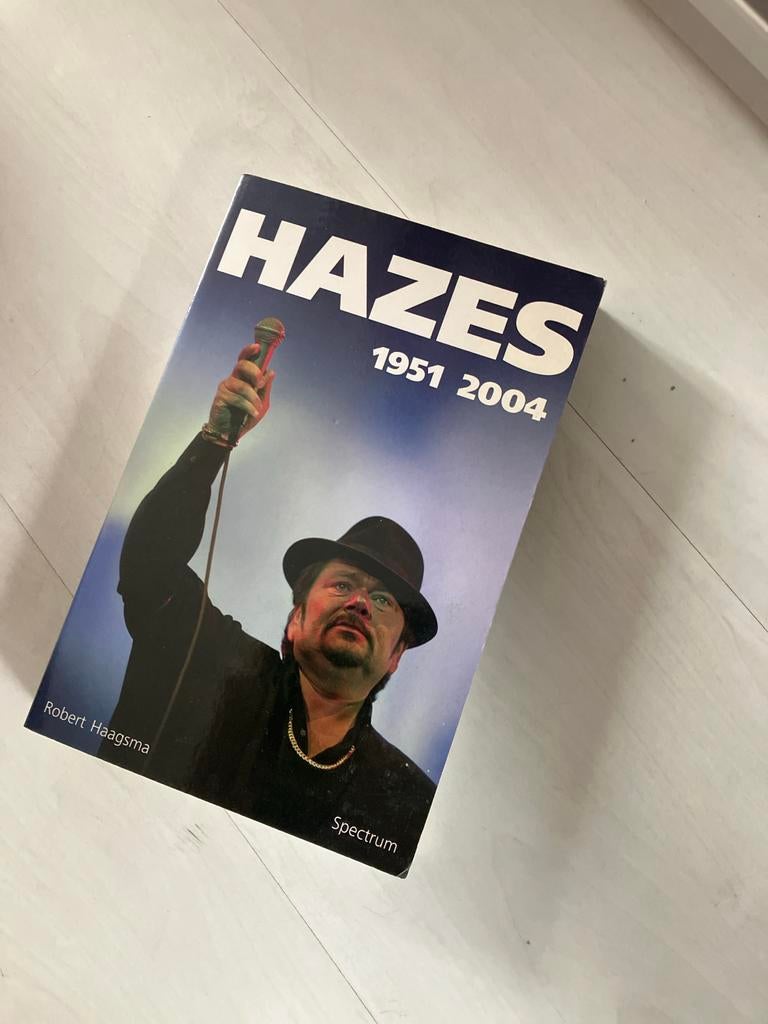 HAZES
1951 2004
Robert Haagsma
Spectrum